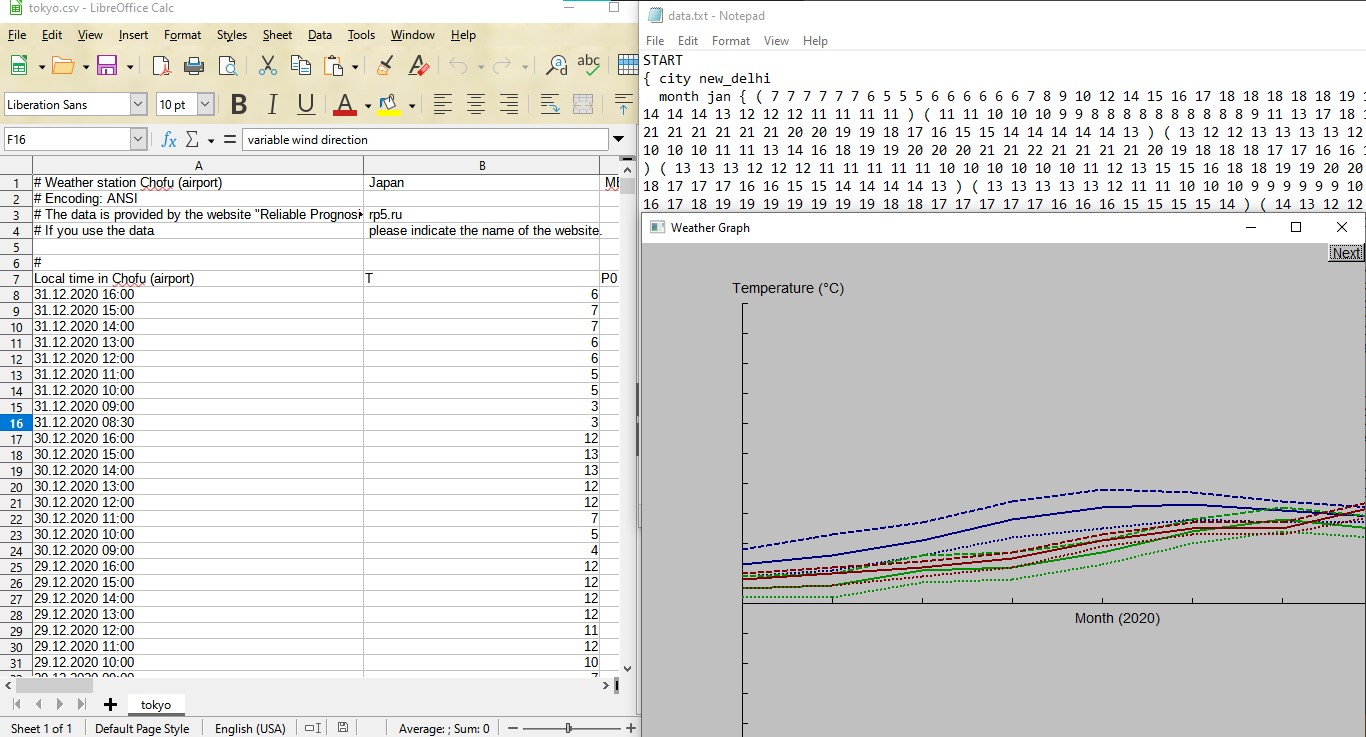 tokyo.csv - LibreOffice Calc
File Edit View Insert Format Styles Sheet Data Tools Window Help
Liberation Sans 10 pt B I U A
F16 fx Σ = variable wind direction
A B
1 # Weather station Chofu (airport) Japan
2 # Encoding: ANSI
3 # The data is provided by the website "Reliable Prognosi rp5.ru
4 # If you use the data please indicate the name of the website.
5
6 #
7 Local time in Chofu (airport) T P0
8 31.12.2020 16:00 6
9 31.12.2020 15:00 7
10 31.12.2020 14:00 7
11 31.12.2020 13:00 6
12 31.12.2020 12:00 6
13 31.12.2020 11:00 5
14 31.12.2020 10:00 5
15 31.12.2020 09:00 3
16 31.12.2020 08:30 3
17 30.12.2020 16:00 12
18 30.12.2020 15:00 13
19 30.12.2020 14:00 13
20 30.12.2020 13:00 12
21 30.12.2020 12:00 12
22 30.12.2020 11:00 7
23 30.12.2020 10:00 5
24 30.12.2020 09:00 4
25 29.12.2020 16:00 12
26 29.12.2020 15:00 12
27 29.12.2020 14:00 12
28 29.12.2020 13:00 12
29 29.12.2020 12:00 11
30 29.12.2020 11:00 12
31 29.12.2020 10:00 10
tokyo
Sheet 1 of 1 Default Page Style English (USA) Average: ; Sum: 0
data.txt - Notepad
File Edit Format View Help
START
{ city new_delhi
month jan { ( 7 7 7 7 7 7 6 5 5 5 6 6 6 6 6 6 7 8 9 10 12 14 15 16 17 18 18 18 18 18 19 1
14 14 14 13 12 12 12 11 11 11 11 ) ( 11 11 10 10 10 9 9 8 8 8 8 8 8 8 8 8 8 9 11 13 17 18
21 21 21 21 21 21 20 20 19 19 18 17 16 15 15 14 14 14 14 14 13 ) ( 13 12 12 13 13 13 13 12
10 10 10 10 11 11 13 14 16 18 19 19 20 20 20 21 21 22 21 21 21 21 20 19 18 18 17 17 16 16
) ( 13 13 13 12 12 12 11 11 11 11 11 10 10 10 10 10 10 11 12 13 15 15 16 18 18 19 19 20 20
18 17 17 17 16 16 15 15 14 14 14 14 13 ) ( 13 13 13 13 13 12 11 11 10 10 10 9 9 9 9 9 9 10
16 17 18 19 19 19 19 19 19 19 18 18 18 17 17 17 17 17 16 16 16 15 15 15 15 14 ) ( 14 13 12 12
Weather Graph
Next
Temperature (°C)
Month (2020)